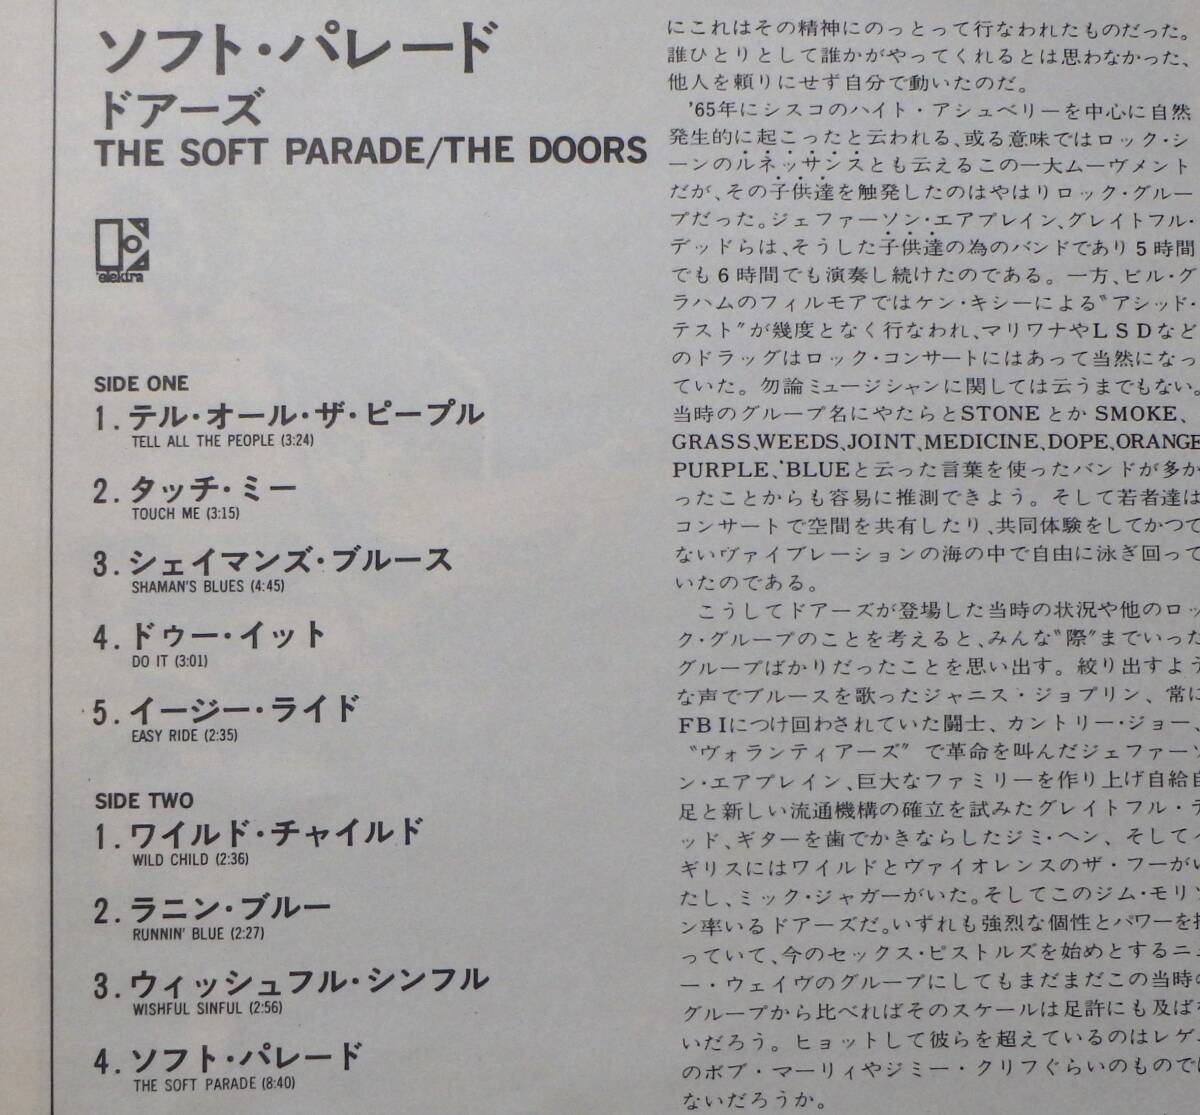 ソフト・パレード
ドアーズ
THE SOFT PARADE/THE DOORS
elektra
SIDE ONE
1. テル・オール・ザ・ピープル
TELL ALL THE PEOPLE (3:24)
2. タッチ・ミー
TOUCH ME (3:15)
3. シェイマンズ・ブルース
SHAMAN'S BLUES (4:45)
4. ドゥー・イット
DO IT (3:01)
5. イージー・ライド
EASY RIDE (2:35)
SIDE TWO
1. ワイルド・チャイルド
WILD CHILD (2:36)
2. ラニン・ブルー
RUNNIN' BLUE (2:27)
3. ウィッシュフル・シンフル
WISHFUL SINFUL (2:56)
4. ソフト・パレード
THE SOFT PARADE (8:40)
にこれはその精神にのっとって行なわれたものだった。
誰ひとりとして誰かがやってくれるとは思わなかった、
他人を頼りにせず自分で動いたのだ。
'65年にシスコのハイト・アシュベリーを中心に自然
発生的に起こったと云われる、或る意味ではロック・シ
ーンのルネッサンスとも云えるこの一大ムーヴメント
だが、その子供達を触発したのはやはりロック・グルー
プだった。ジェファーソン・エアプレイン、グレイトフル・
デッドらは、そうした子供達の為のバンドであり5時間
でも6時間でも演奏し続けたのである。一方、ビル・グ
ラハムのフィルモアではケン・キシーによる〝アシッド・
テスト〟が幾度となく行なわれ、マリワナやLSDなど
のドラッグはロック・コンサートにはあって当然になっ
ていた。勿論ミュージシャンに関しては云うまでもない。
当時のグループ名にやたらとSTONEとかSMOKE、
GRASS、WEEDS、JOINT、MEDICINE、DOPE、ORANGE
PURPLE、'BLUEと云った言葉を使ったバンドが多か
ったことからも容易に推測できよう。そして若者達は
コンサートで空間を共有したり、共同体験をしてかつて
ないヴァイブレーションの海の中で自由に泳ぎ回って
いたのである。
こうしてドアーズが登場した当時の状況や他のロッ
ク・グループのことを考えると、みんな〝際〟までいった
グループばかりだったことを思い出す。絞り出すよう
な声でブルースを歌ったジャニス・ジョプリン、常に
FBIにつけ回わされていた闘士、カントリー・ジョー、
〝ヴォランティアーズ〟で革命を叫んだジェファーソ
ン・エアプレイン、巨大なファミリーを作り上げ自給自
足と新しい流通機構の確立を試みたグレイトフル・デ
ッド、ギターを歯でかきならしたジミ・ヘン、そして
ギリスにはワイルドとヴァイオレンスのザ・フーがい
たし、ミック・ジャガーがいた。そしてこのジム・モリソ
ン率いるドアーズだ。いずれも強烈な個性とパワーを持
っていて、今のセックス・ピストルズを始めとするニュ
ー・ウェイヴのグループにしてもまだまだこの当時の
グループから比べればそのスケールは足許にも及ばな
いだろう。ヒョットして彼らを超えているのはレゲエ
のボブ・マーリィやジミー・クリフぐらいのものでは
ないだろうか。